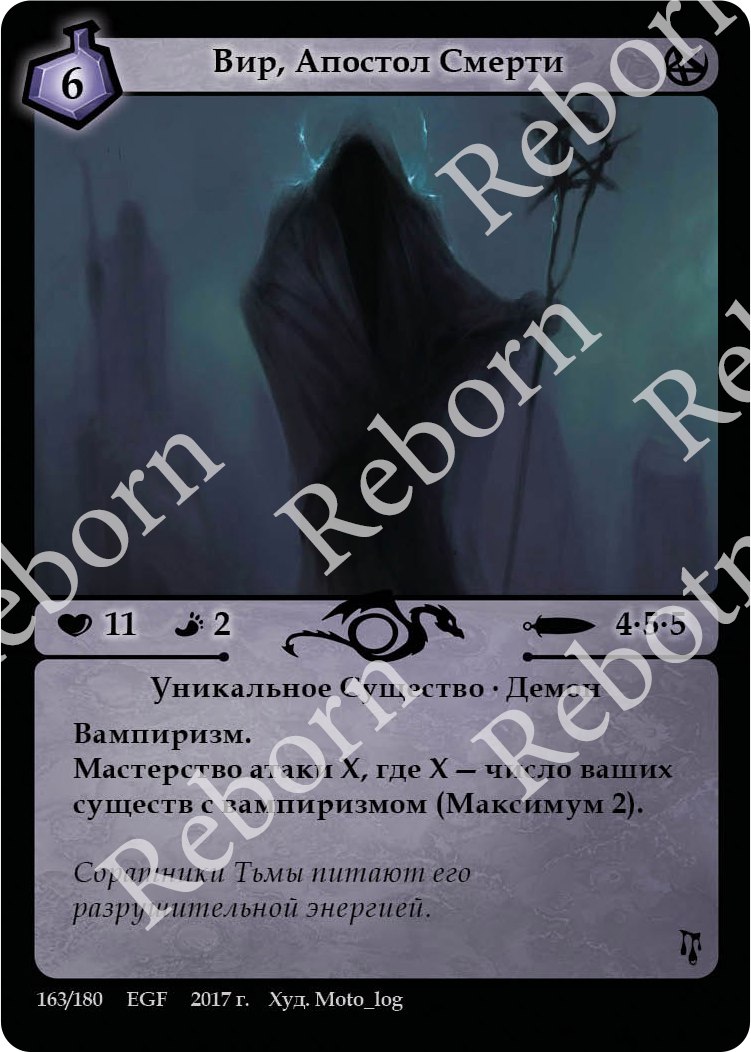 6
Вир, Апостол Смерти
Reborn
Reborn
Reborn
Reborn
11
2
4·5·5
Уникальное Существо · Демон
Вампиризм.
Мастерство атаки X, где X — число ваших
существ с вампиризмом (Максимум 2).
Reborn
Соратники Тьмы питают его
разрушительной энергией.
163/180 EGF 2017 г. Худ. Moto_log